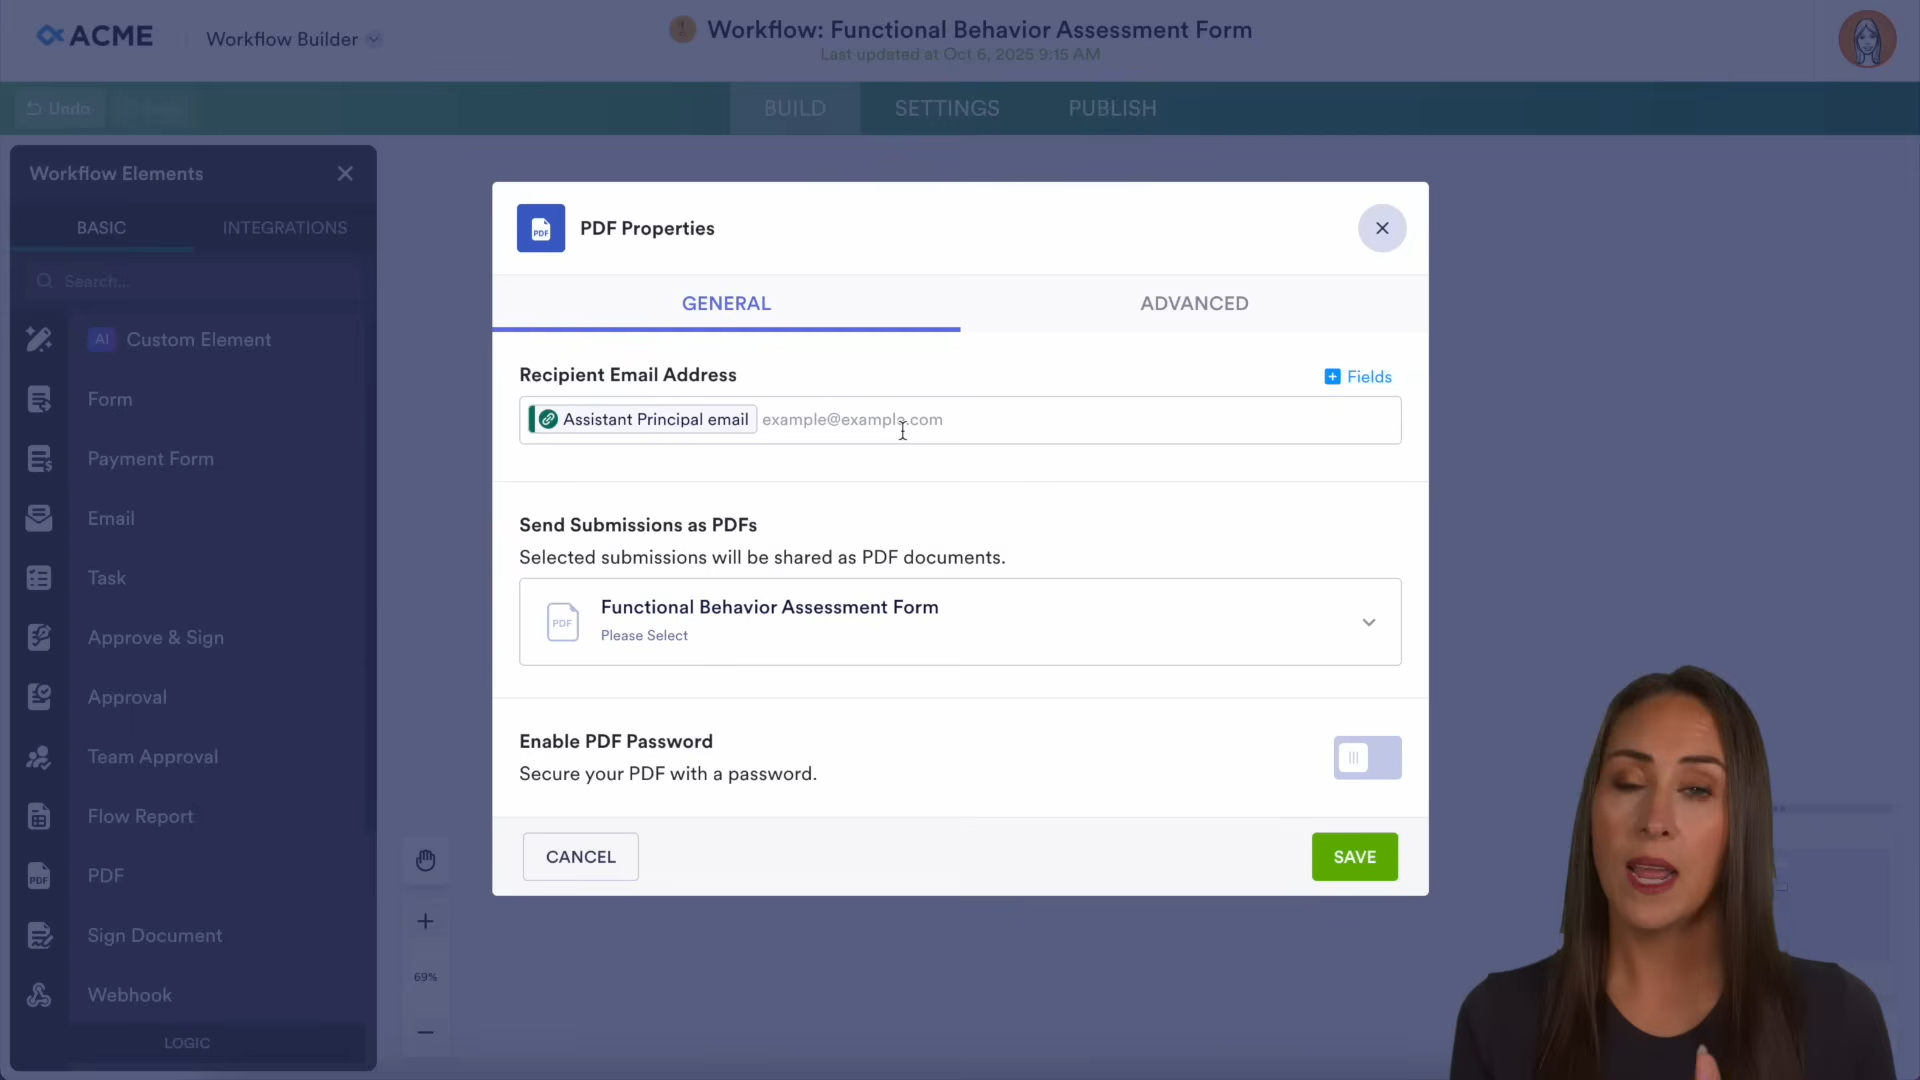 ACME
Workflow Builder
Workflow: Functional Behavior Assessment Form
Last updated at Oct 6, 2025 9:15 AM
Undo
BUILD
SETTINGS
PUBLISH
Workflow Elements
BASIC
INTEGRATIONS
Search...
AI Custom Element
Form
Payment Form
Email
Task
Approve & Sign
Approval
Team Approval
Flow Report
PDF PDF
Sign Document
Webhook
LOGIC
69%
PDF PDF Properties
GENERAL
ADVANCED
Recipient Email Address
Fields
Assistant Principal email example@example.com
Send Submissions as PDFs
Selected submissions will be shared as PDF documents.
PDF
Functional Behavior Assessment Form
Please Select
Enable PDF Password
Secure your PDF with a password.
CANCEL
SAVE